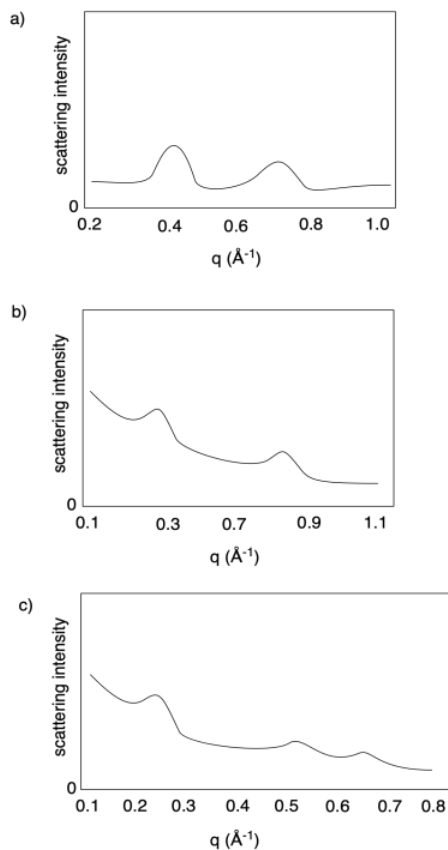 a)
scattering intensity
0
0.2 0.4 0.6 0.8 1.0
q (Å-1)
b)
scattering intensity
0
0.1 0.3 0.7 0.9 1.1
q (Å-1)
c)
scattering intensity
0
0.1 0.2 0.3 0.4 0.5 0.6 0.7 0.8
q (Å-1)